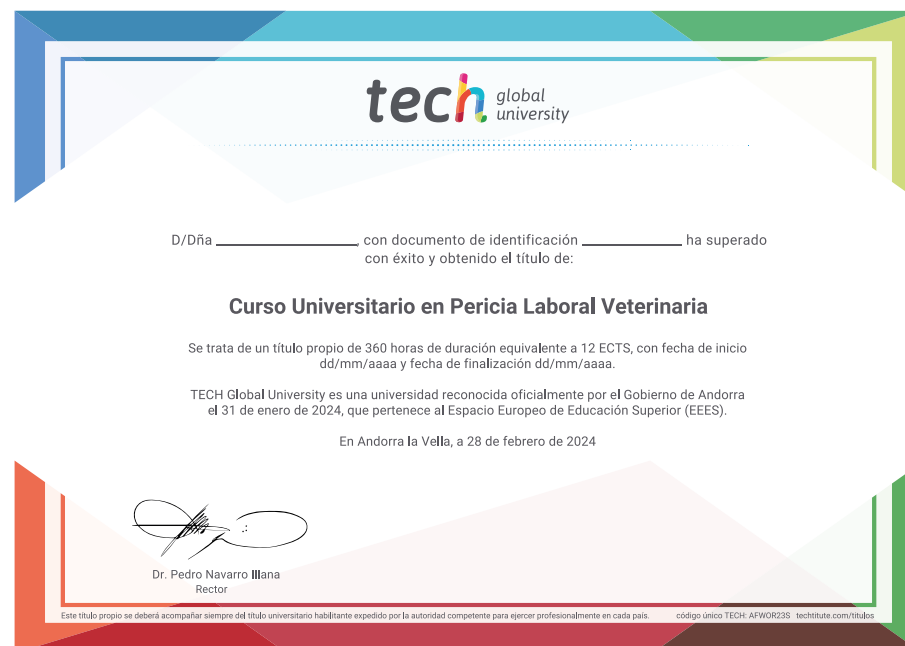 tech global university
D/Dña ______________, con documento de identificación __________ ha superado
con éxito y obtenido el título de:
Curso Universitario en Pericia Laboral Veterinaria
Se trata de un título propio de 360 horas de duración equivalente a 12 ECTS, con fecha de inicio
dd/mm/aaaa y fecha de finalización dd/mm/aaaa.
TECH Global University es una universidad reconocida oficialmente por el Gobierno de Andorra
el 31 de enero de 2024, que pertenece al Espacio Europeo de Educación Superior (EEES).
En Andorra la Vella, a 28 de febrero de 2024
Dr. Pedro Navarro Illana
Rector
Este título propio se deberá acompañar siempre del título universitario habilitante expedido por la autoridad competente para ejercer profesionalmente en cada país. código único TECH: AFWOR23S techtitute.com/titulos